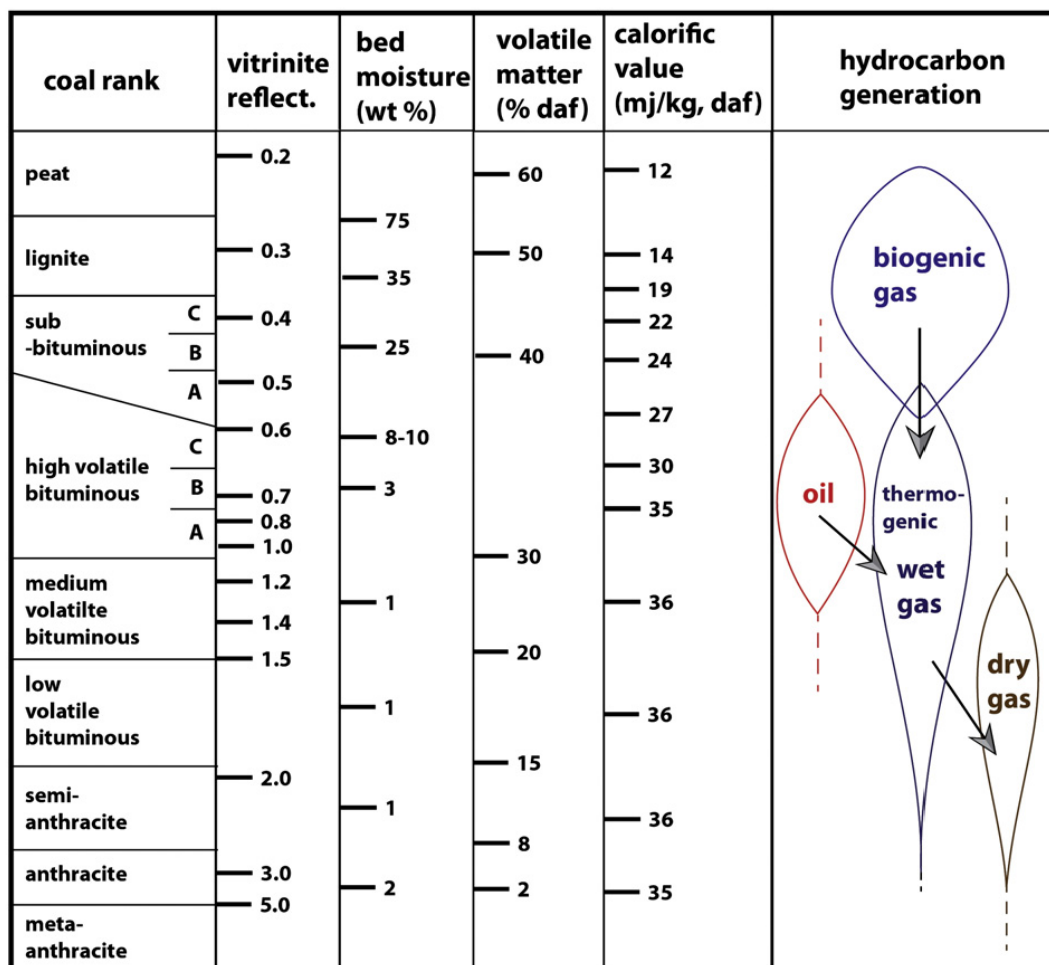 coal rank
vitrinite
reflect.
bed
moisture
(wt %)
volatile
matter
(% daf)
calorific
value
(mj/kg, daf)
hydrocarbon
generation
peat
lignite
sub
-bituminous
C
B
A
high volatile
bituminous
C
B
A
medium
volatilte
bituminous
low
volatile
bituminous
semi-
anthracite
anthracite
meta-
anthracite
0.2
0.3
0.4
0.5
0.6
0.7
0.8
1.0
1.2
1.4
1.5
2.0
3.0
5.0
75
35
25
8-10
3
1
1
1
2
60
50
40
30
20
15
8
2
12
14
19
22
24
27
30
35
36
36
36
35
biogenic
gas
oil
thermo-
genic
wet
gas
dry
gas